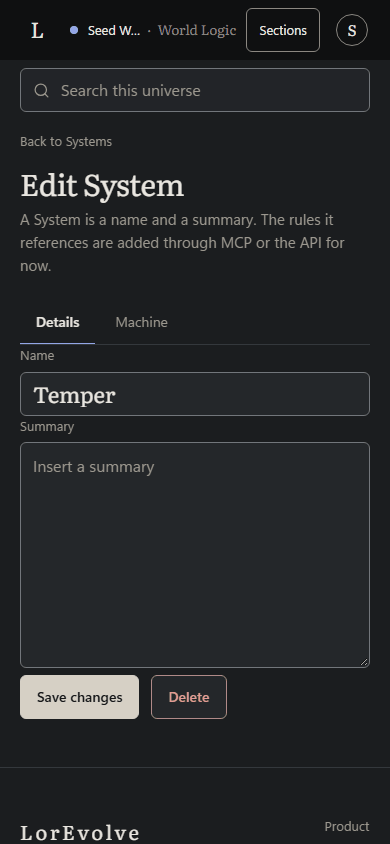 L
Seed W... · World Logic
Sections
S
Search this universe
Back to Systems
Edit System
A System is a name and a summary. The rules it
references are added through MCP or the API for
now.
Details
Machine
Name
Temper
Summary
Insert a summary
Save changes
Delete
LorEvolve
Product